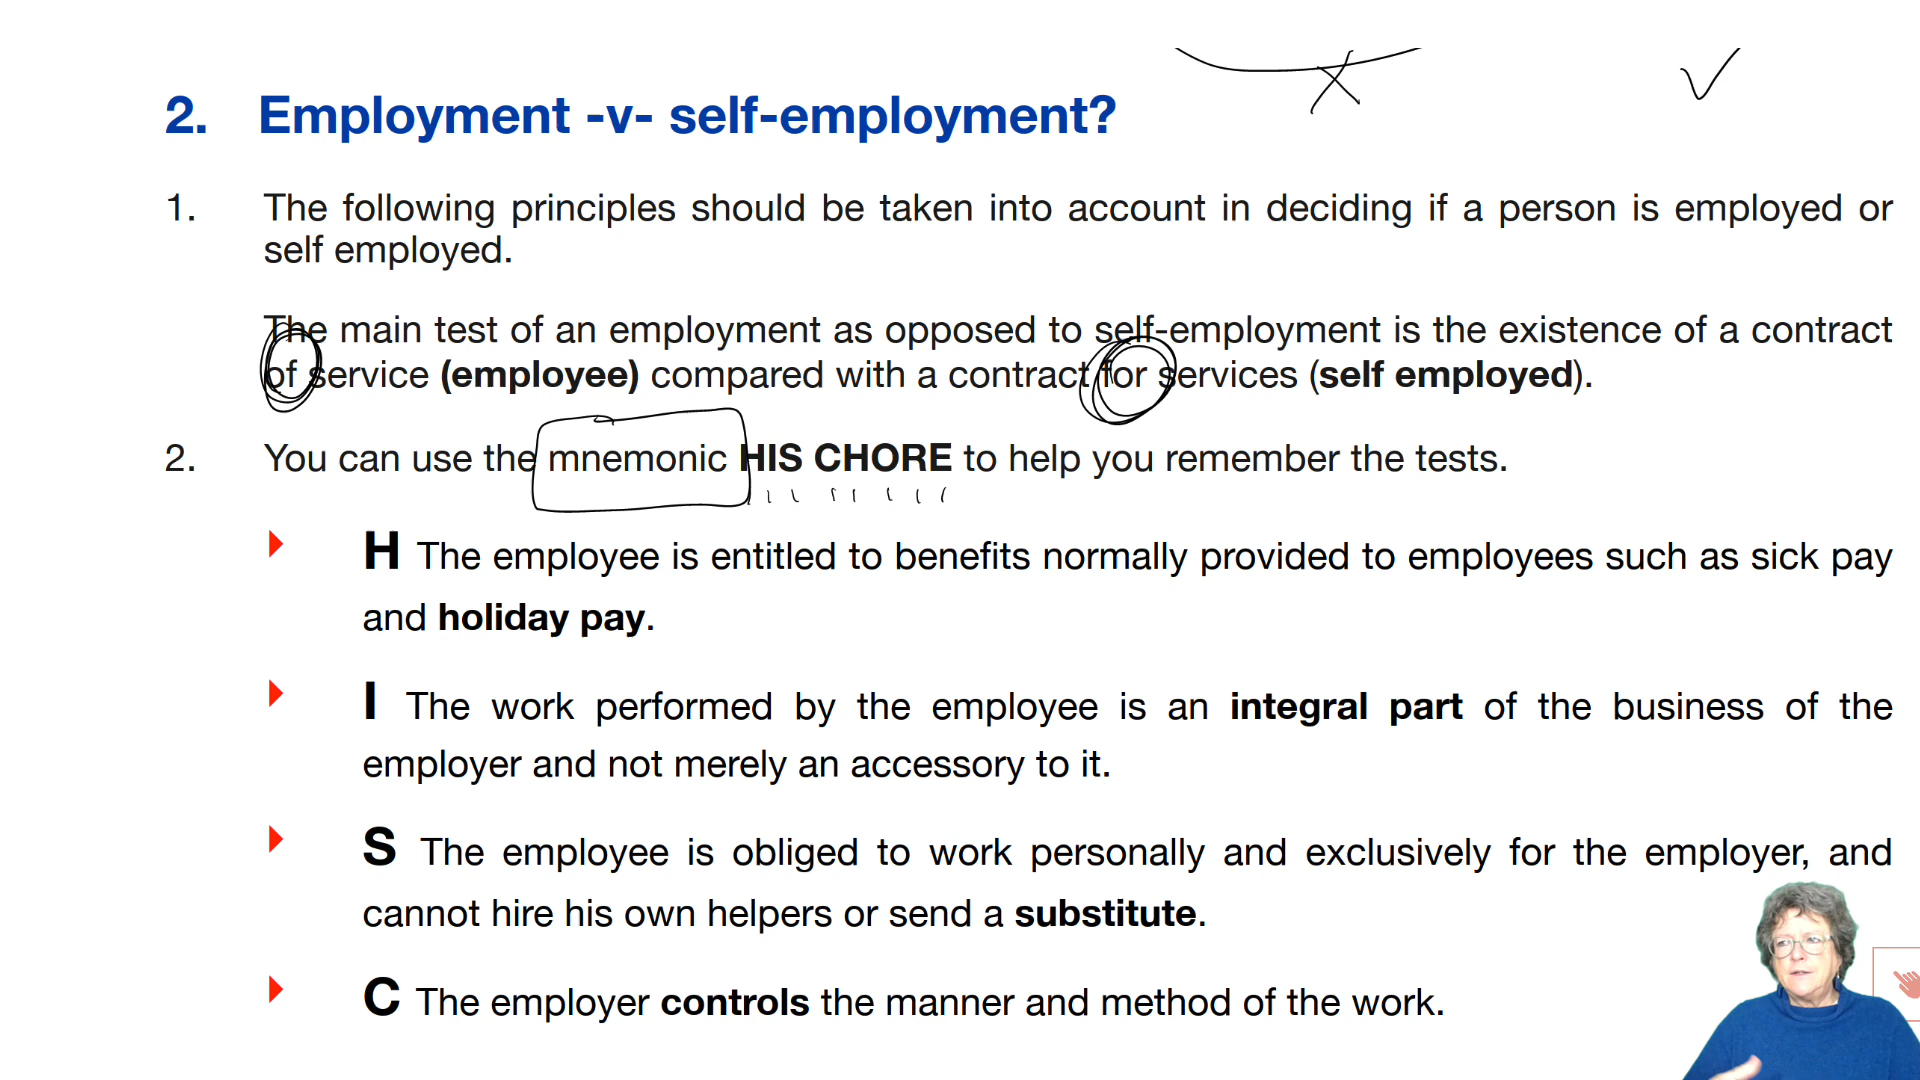 2. Employment -v- self-employment?
1. The following principles should be taken into account in deciding if a person is employed or
self employed.
The main test of an employment as opposed to self-employment is the existence of a contract
of service (employee) compared with a contract for services (self employed).
2. You can use the mnemonic HIS CHORE to help you remember the tests.
H The employee is entitled to benefits normally provided to employees such as sick pay
and holiday pay.
I The work performed by the employee is an integral part of the business of the
employer and not merely an accessory to it.
S The employee is obliged to work personally and exclusively for the employer, and
cannot hire his own helpers or send a substitute.
C The employer controls the manner and method of the work.